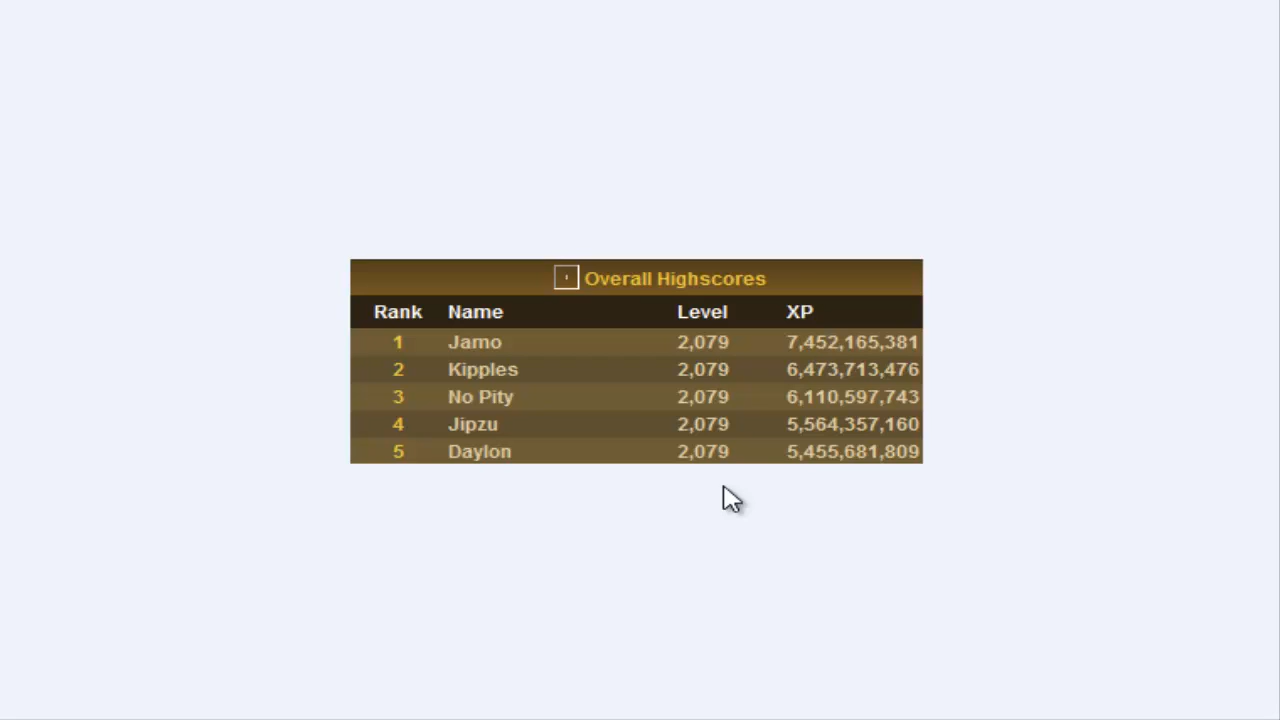 Overall Highscores
Rank Name Level XP
1 Jamo 2,079 7,452,165,381
2 Kipples 2,079 6,473,713,476
3 No Pity 2,079 6,110,597,743
4 Jipzu 2,079 5,564,357,160
5 Daylon 2,079 5,455,681,809